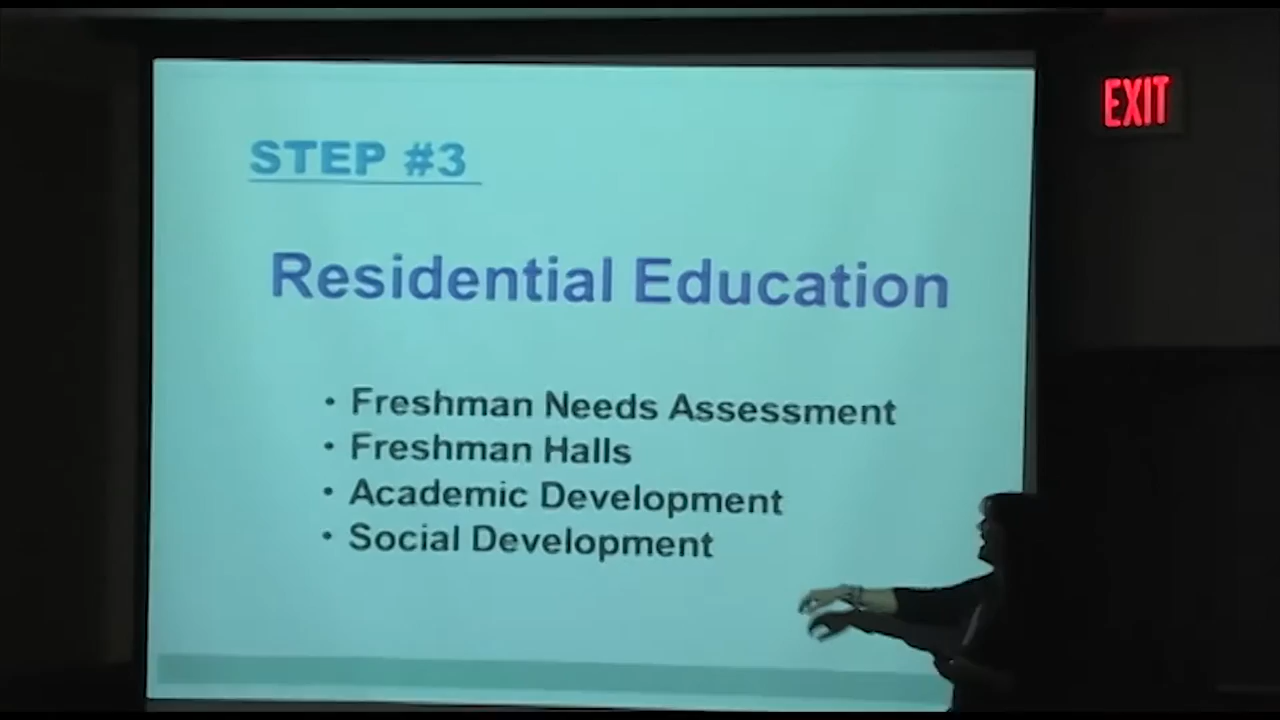 EXIT
STEP #3
Residential Education
• Freshman Needs Assessment
• Freshman Halls
• Academic Development
• Social Development